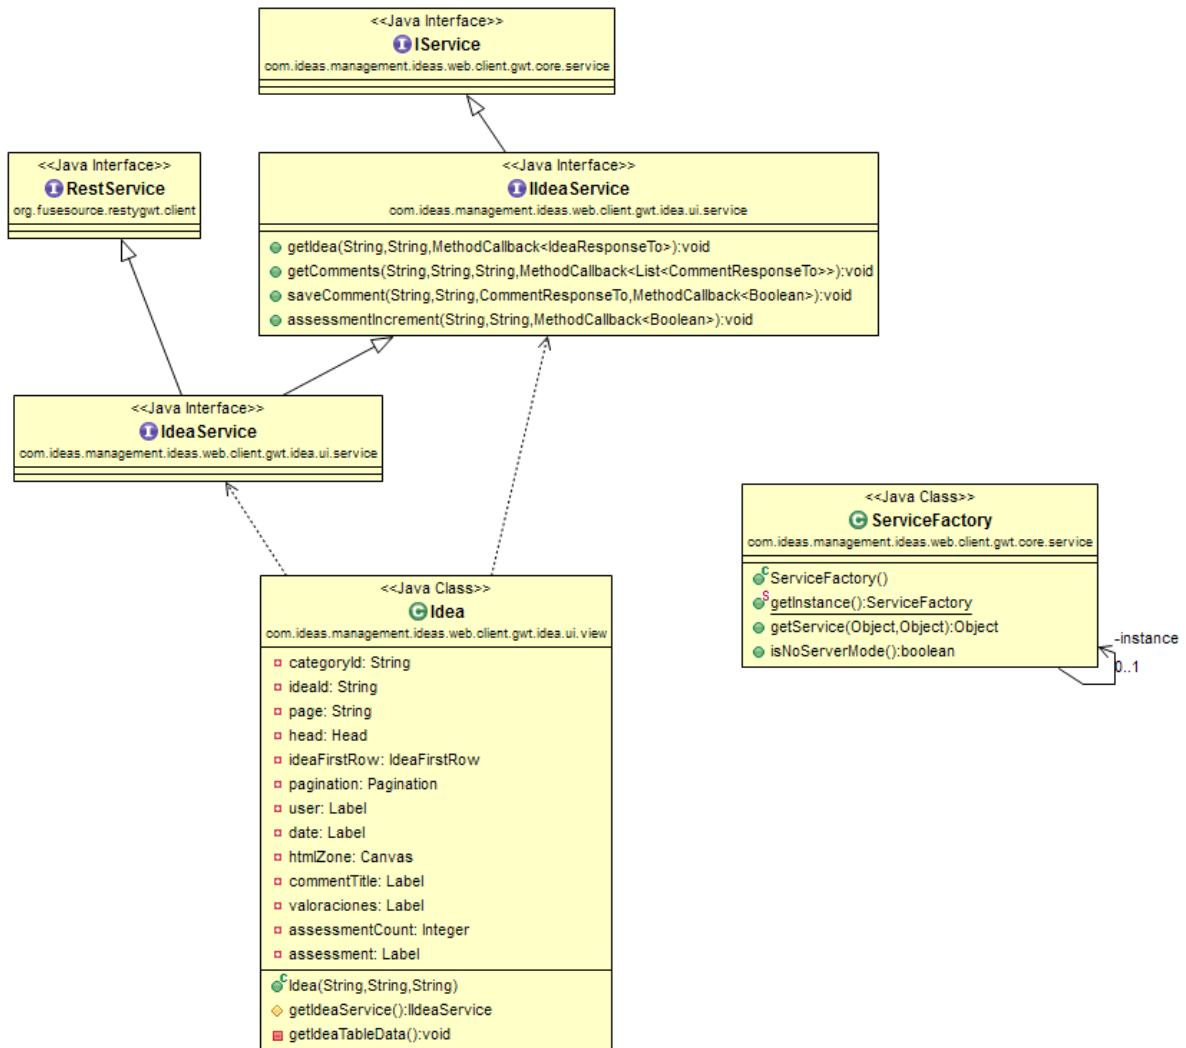 <<Java Interface>>
IService
com.ideas.management.ideas.web.client.gwt.core.service
<<Java Interface>>
RestService
org.fusesource.restygwt.client
<<Java Interface>>
IIdeaService
com.ideas.management.ideas.web.client.gwt.idea.ui.service
getIdea(String,String,MethodCallback<IdeaResponseTo>):void
getComments(String,String,String,MethodCallback<List<CommentResponseTo>>):void
saveComment(String,String,CommentResponseTo,MethodCallback<Boolean>):void
assessmentIncrement(String,String,MethodCallback<Boolean>):void
<<Java Interface>>
IdeaService
com.ideas.management.ideas.web.client.gwt.idea.ui.service
<<Java Class>>
ServiceFactory
com.ideas.management.ideas.web.client.gwt.core.service
ServiceFactory()
getInstance():ServiceFactory
getService(Object,Object):Object
isNoServerMode():boolean
-instance
0..1
<<Java Class>>
Idea
com.ideas.management.ideas.web.client.gwt.idea.ui.view
categoryId: String
ideaId: String
page: String
head: Head
ideaFirstRow: IdeaFirstRow
pagination: Pagination
user: Label
date: Label
htmlZone: Canvas
commentTitle: Label
valoraciones: Label
assessmentCount: Integer
assessment: Label
Idea(String,String,String)
getIdeaService():IIdeaService
getIdeaTableData():void